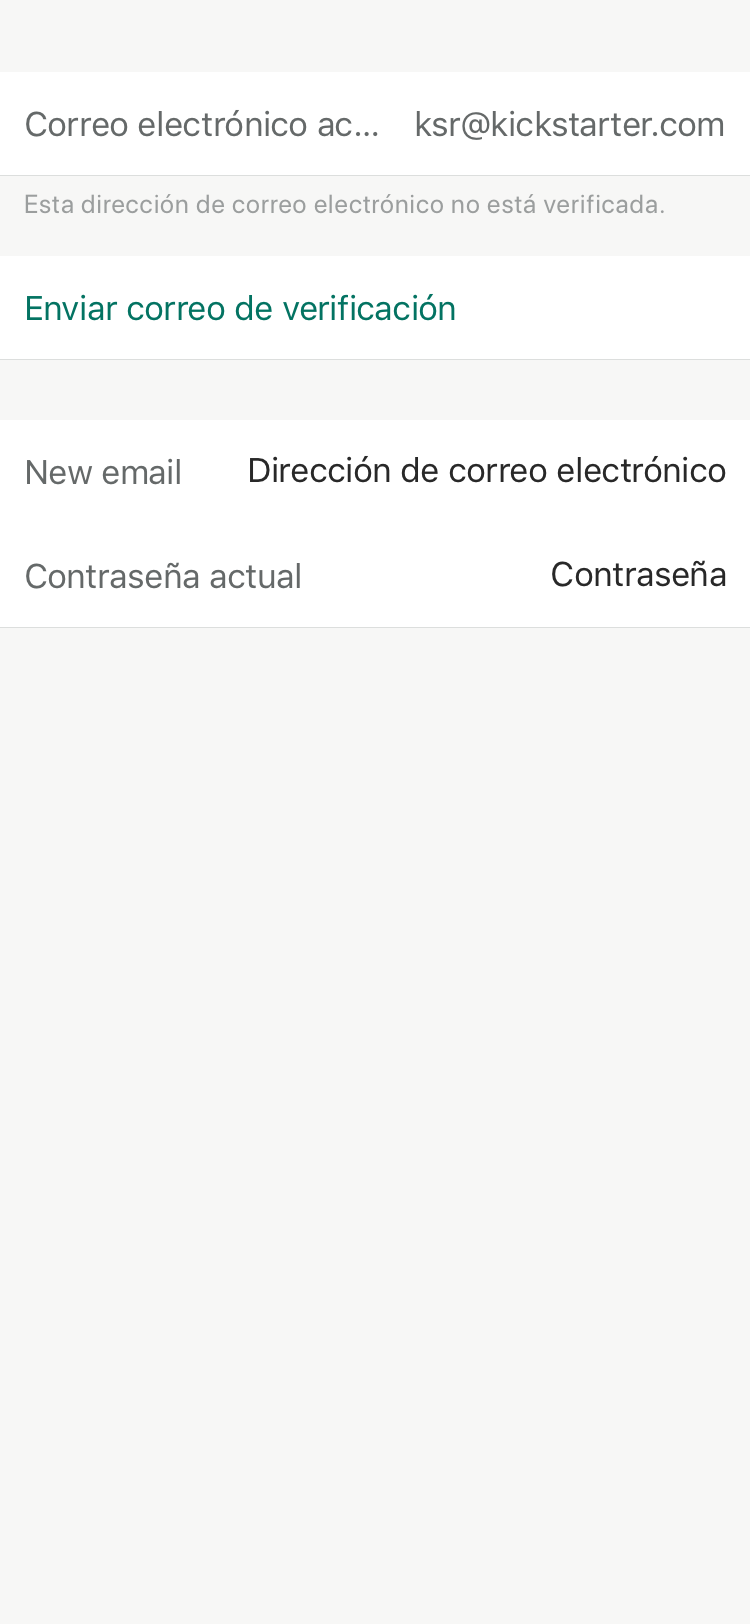 Correo electrónico ac... ksr@kickstarter.com
Esta dirección de correo electrónico no está verificada.
Enviar correo de verificación
New email Dirección de correo electrónico
Contraseña actual Contraseña